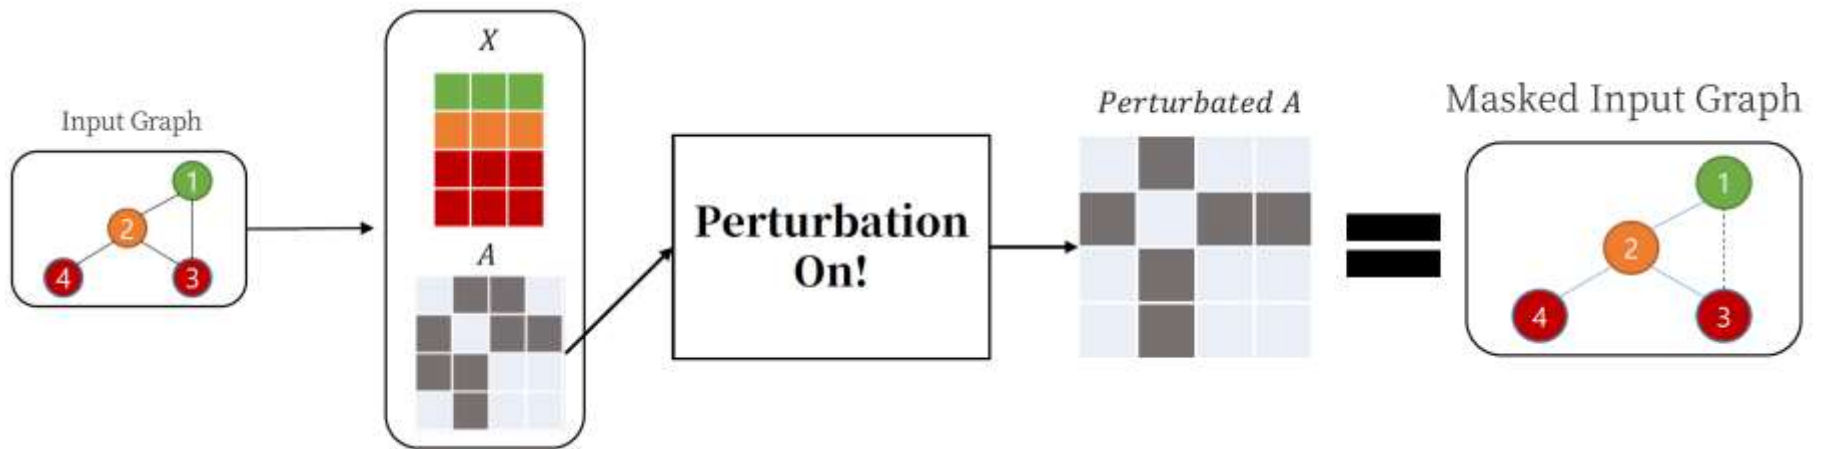 Input Graph
1
2
4
3
X
A
Perturbation
On!
Perturbated A
Masked Input Graph
1
2
4
3